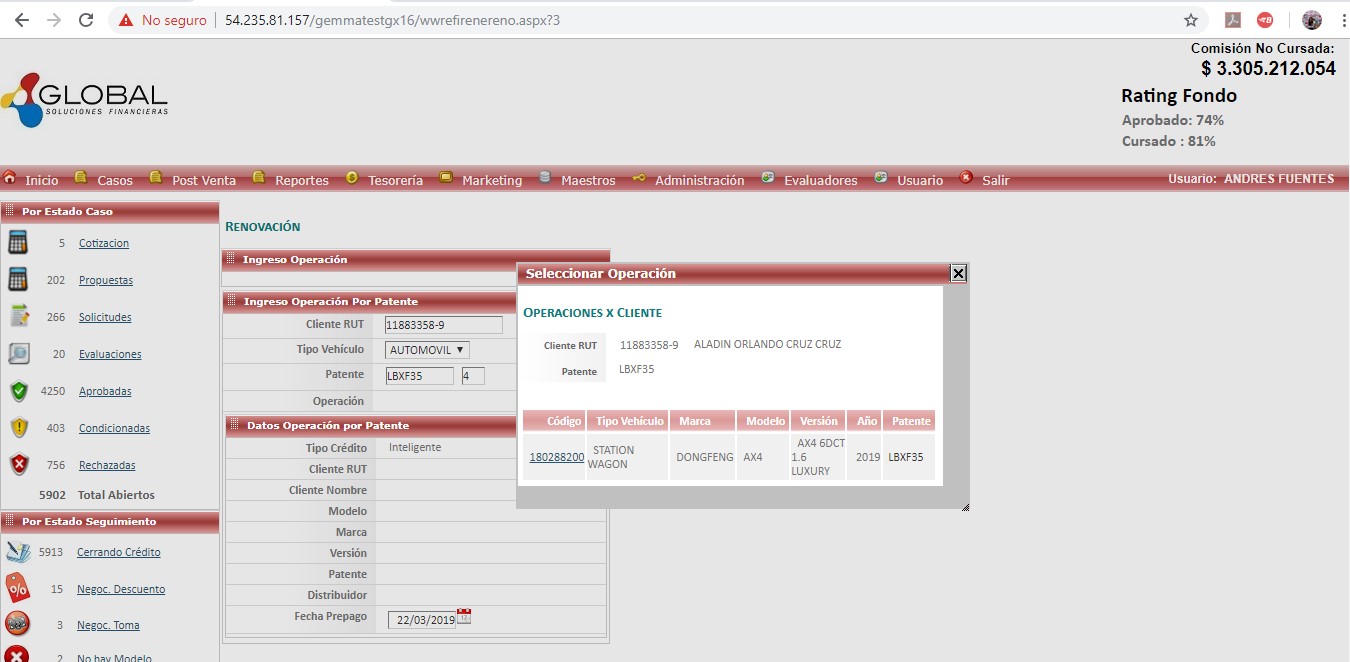 No seguro | 54.235.81.157/gemmatestgx16/wwrefirenereno.aspx?3
Comisión No Cursada:
$ 3.305.212.054
Rating Fondo
Aprobado: 74%
Cursado : 81%
GLOBAL
SOLUCIONES FINANCIERAS
Inicio Casos Post Venta Reportes Tesorería Marketing Maestros Administración Evaluadores Usuario Salir Usuario: ANDRES FUENTES
Por Estado Caso
5 Cotizacion
202 Propuestas
266 Solicitudes
20 Evaluaciones
4250 Aprobadas
403 Condicionadas
756 Rechazadas
5902 Total Abiertos
Por Estado Seguimiento
5913 Cerrando Crédito
15 Negoc. Descuento
3 Negoc. Toma
2 No hay Modelo
RENOVACIÓN
Ingreso Operación
Ingreso Operación Por Patente
Cliente RUT 11883358-9
Tipo Vehículo AUTOMOVIL
Patente LBXF35 4
Operación
Datos Operación por Patente
Tipo Crédito Inteligente
Cliente RUT
Cliente Nombre
Modelo
Marca
Versión
Patente
Distribuidor
Fecha Prepago 22/03/2019
Seleccionar Operación
OPERACIONES X CLIENTE
Cliente RUT 11883358-9 ALADIN ORLANDO CRUZ CRUZ
Patente LBXF35
Código Tipo Vehículo Marca Modelo Versión Año Patente
180288200 STATION WAGON DONGFENG AX4 AX4 6DCT 1.6 LUXURY 2019 LBXF35